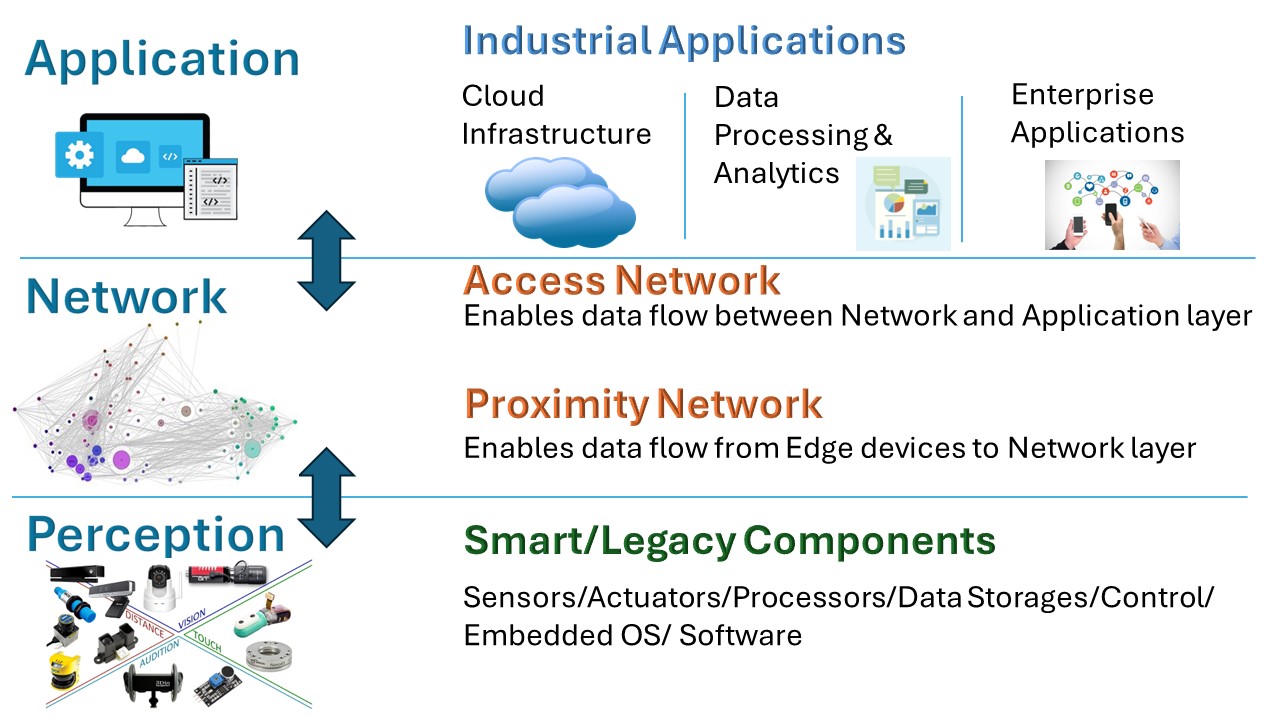 Application
Industrial Applications
Cloud
Infrastructure
Data
Processing &
Analytics
Enterprise
Applications
</>
</>
Network
Access Network
Enables data flow between Network and Application layer
Proximity Network
Enables data flow from Edge devices to Network layer
Perception
Smart/Legacy Components
Sensors/Actuators/Processors/Data Storages/Control/
Embedded OS/ Software
VISION
DISTANCE
TOUCH
AUDITION